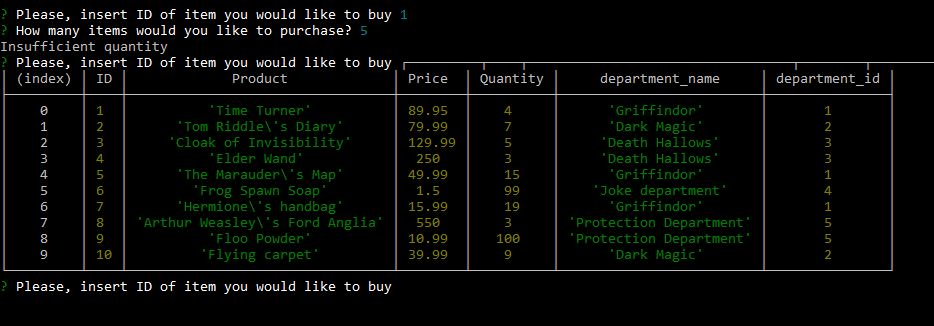 ? Please, insert ID of item you would like to buy 1
? How many items would you like to purchase? 5
Insufficient quantity
? Please, insert ID of item you would like to buy
(index) ID Product Price Quantity department_name department_id
0 1 'Time Turner' 89.95 4 'Griffindor' 1
1 2 'Tom Riddle\'s Diary' 79.99 7 'Dark Magic' 2
2 3 'Cloak of Invisibility' 129.99 5 'Death Hallows' 3
3 4 'Elder Wand' 250 3 'Death Hallows' 3
4 5 'The Marauder\'s Map' 49.99 15 'Griffindor' 1
5 6 'Frog Spawn Soap' 1.5 99 'Joke department' 4
6 7 'Hermione\'s handbag' 15.99 19 'Griffindor' 1
7 8 'Arthur Weasley\'s Ford Anglia' 550 3 'Protection Department' 5
8 9 'Floo Powder' 10.99 100 'Protection Department' 5
9 10 'Flying carpet' 39.99 9 'Dark Magic' 2
? Please, insert ID of item you would like to buy